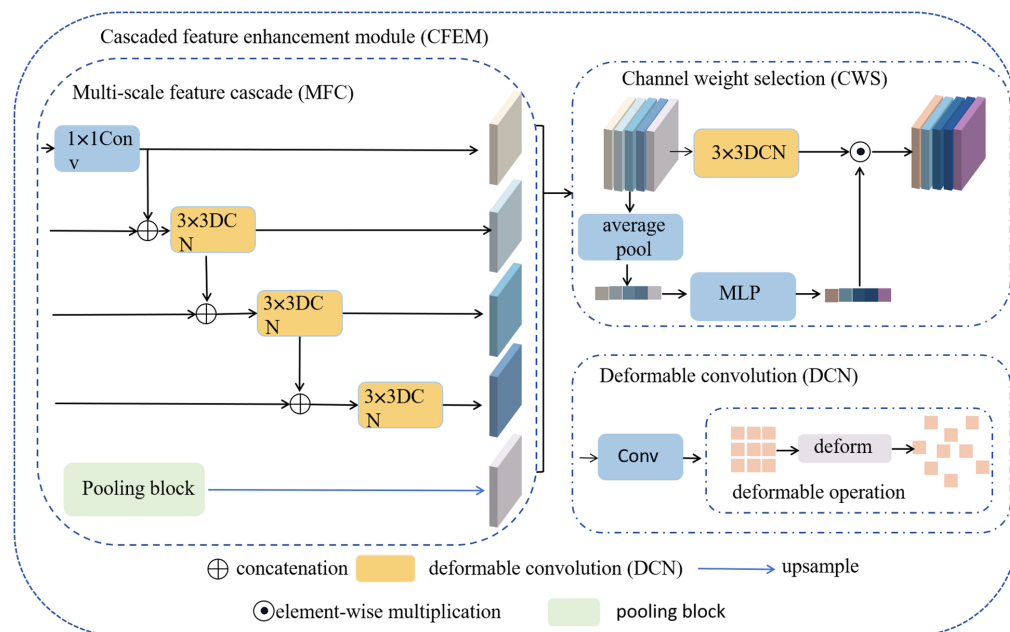 Cascaded feature enhancement module (CFEM)
Multi-scale feature cascade (MFC)
1×1Con
v
3×3DC
N
3×3DC
N
3×3DC
N
Pooling block
Channel weight selection (CWS)
3×3DCN
average
pool
MLP
Deformable convolution (DCN)
Conv
deform
deformable operation
concatenation
deformable convolution (DCN)
upsample
element-wise multiplication
pooling block